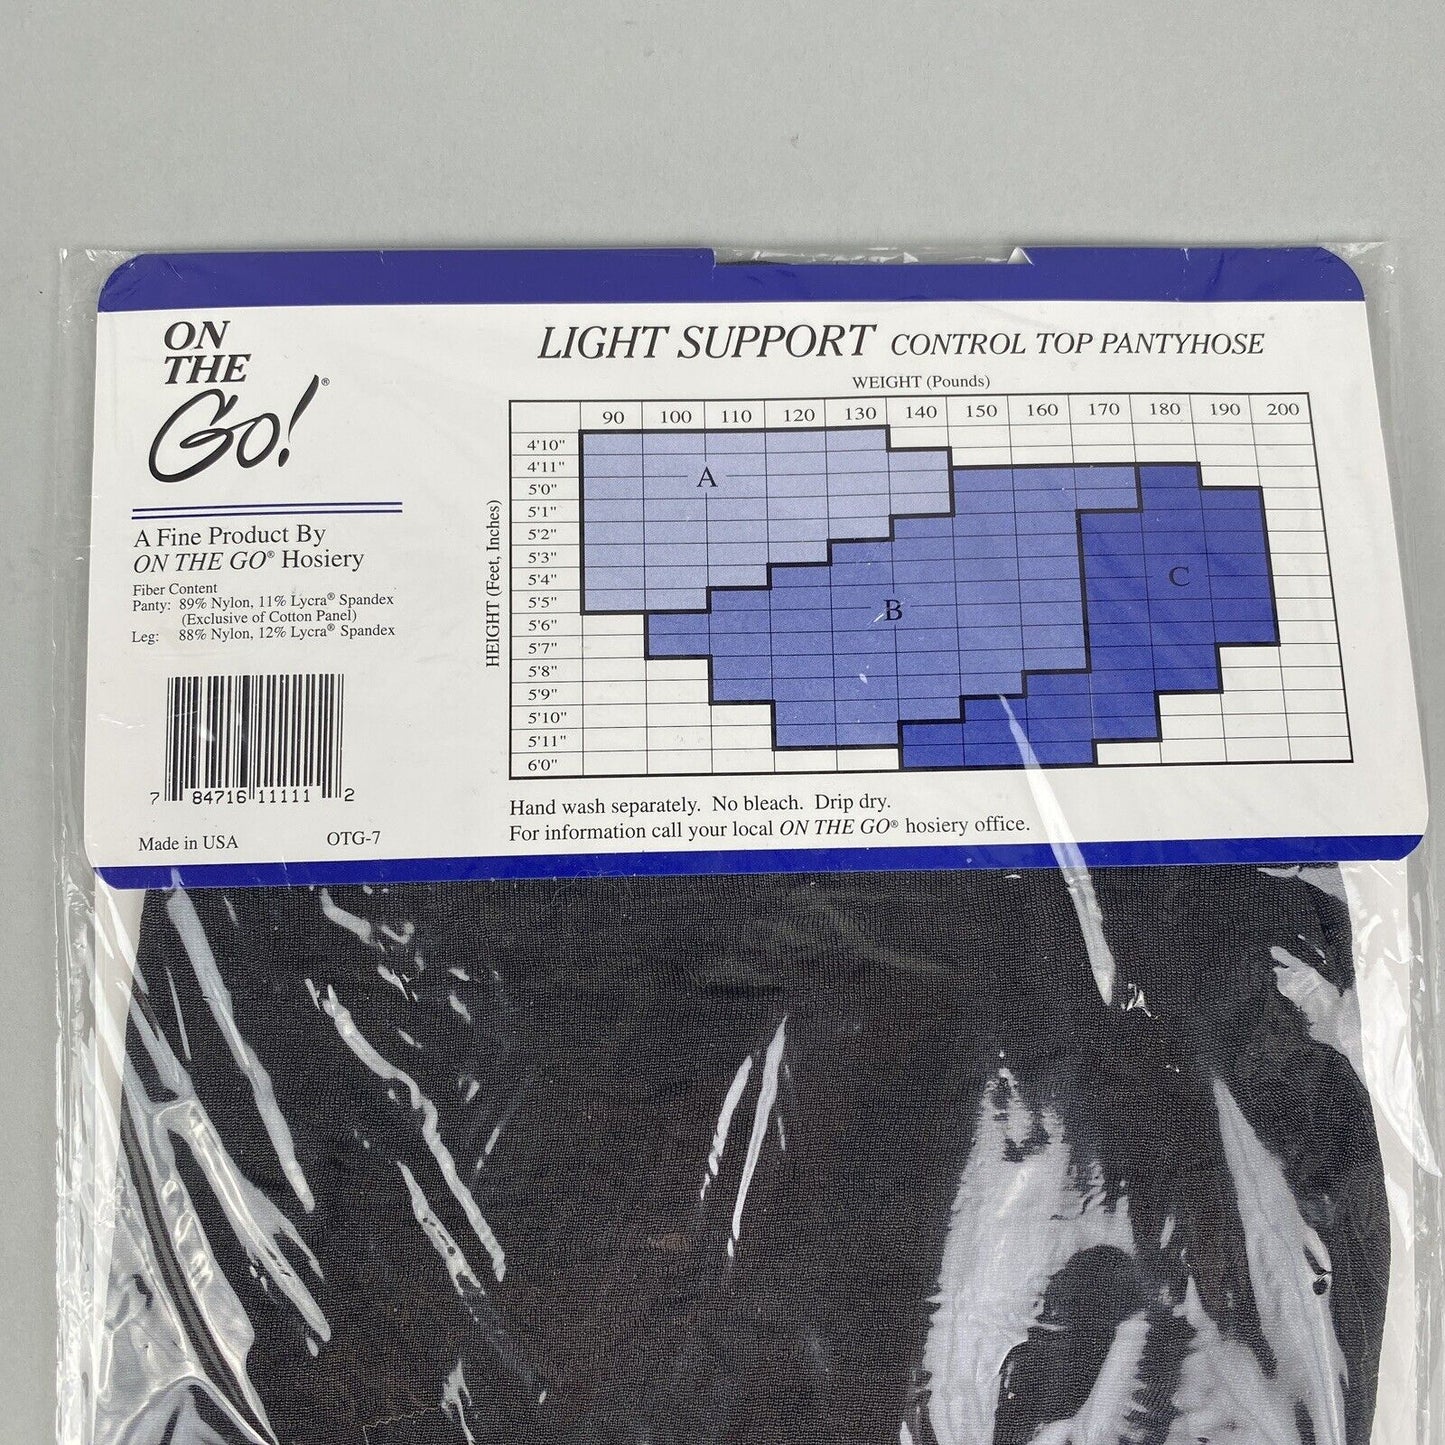 ON
THE
Go!®
A Fine Product By
ON THE GO® Hosiery
Fiber Content
Panty: 89% Nylon, 11% Lycra® Spandex
(Exclusive of Cotton Panel)
Leg: 88% Nylon, 12% Lycra® Spandex
7 84716 11111 2
Made in USA OTG-7
LIGHT SUPPORT CONTROL TOP PANTYHOSE
WEIGHT (Pounds)
90 100 110 120 130 140 150 160 170 180 190 200
HEIGHT (Feet, Inches)
4'10"
4'11"
5'0"
5'1"
5'2"
5'3"
5'4"
5'5"
5'6"
5'7"
5'8"
5'9"
5'10"
5'11"
6'0"
A
B
C
Hand wash separately. No bleach. Drip dry.
For information call your local ON THE GO® hosiery office.